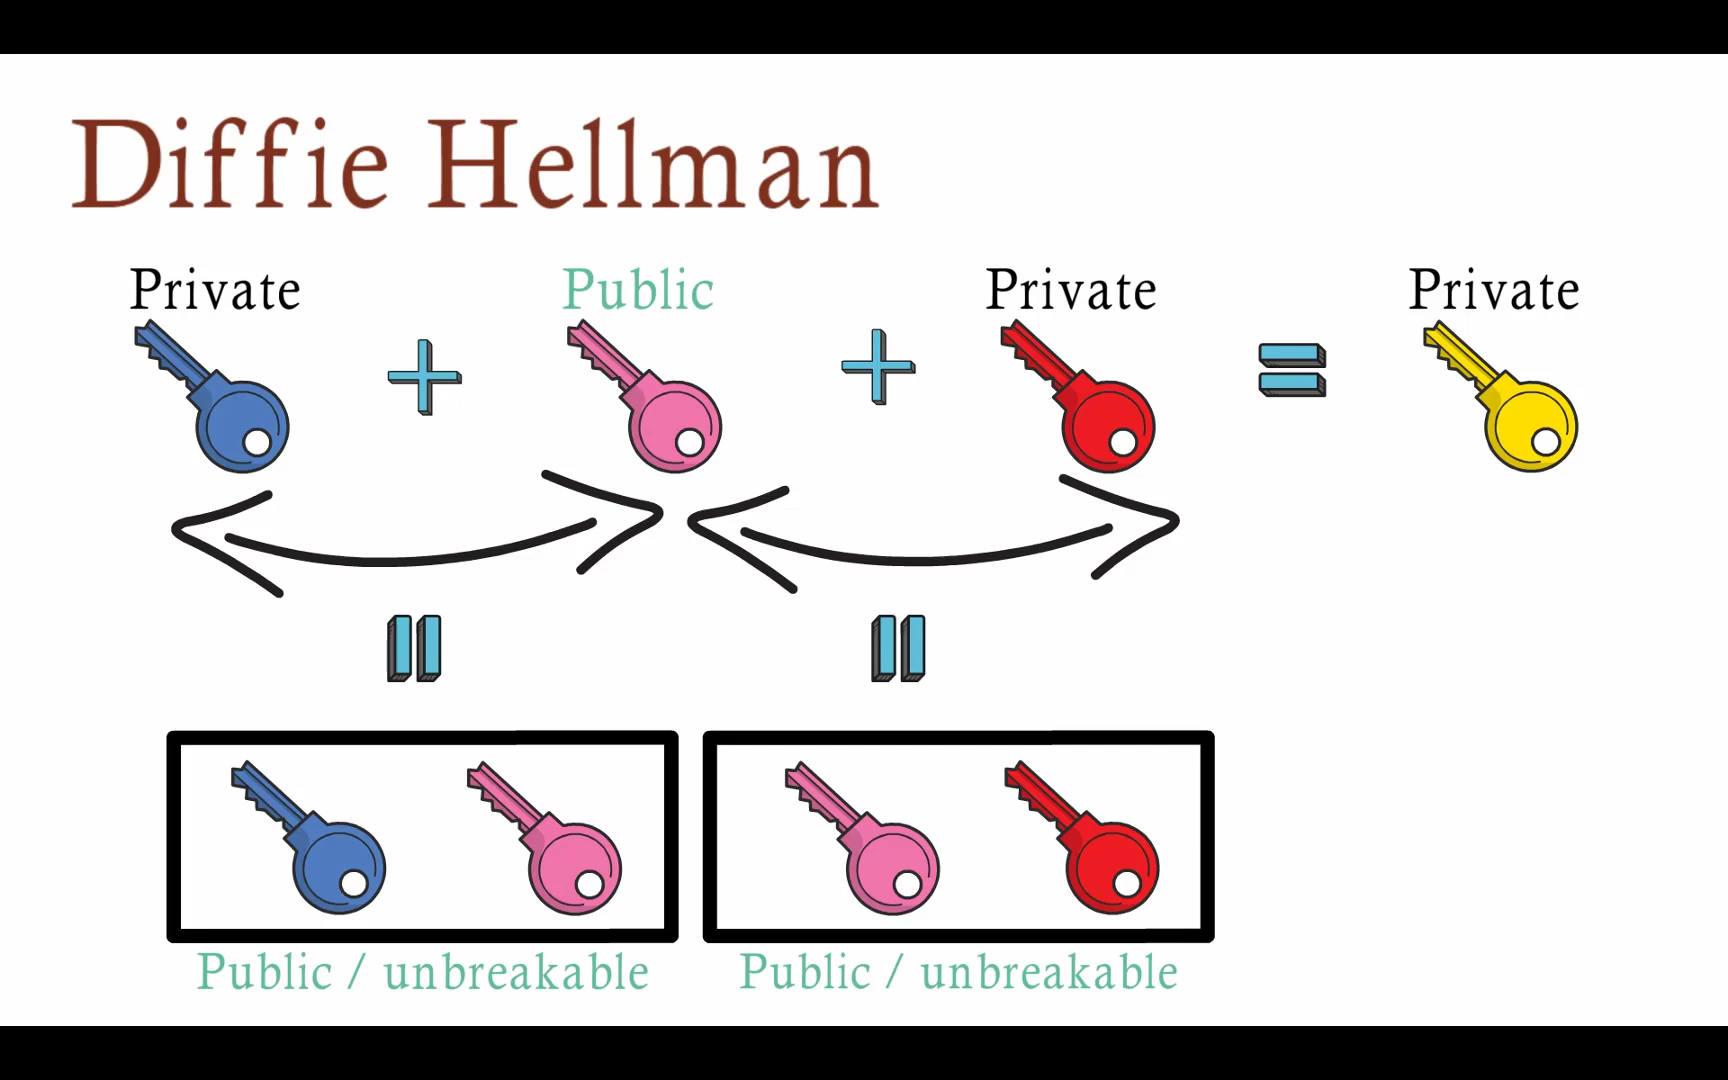 Diffie Hellman
Private Public Private Private
Public / unbreakable Public / unbreakable